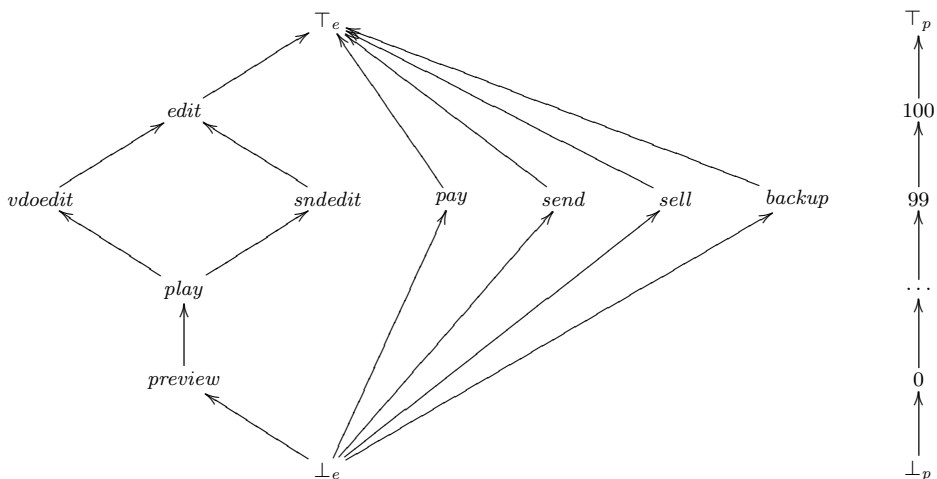 ⊤e ⊤p
edit 100
vdoedit sndedit pay send sell backup 99
play ...
preview 0
⊥e ⊥p